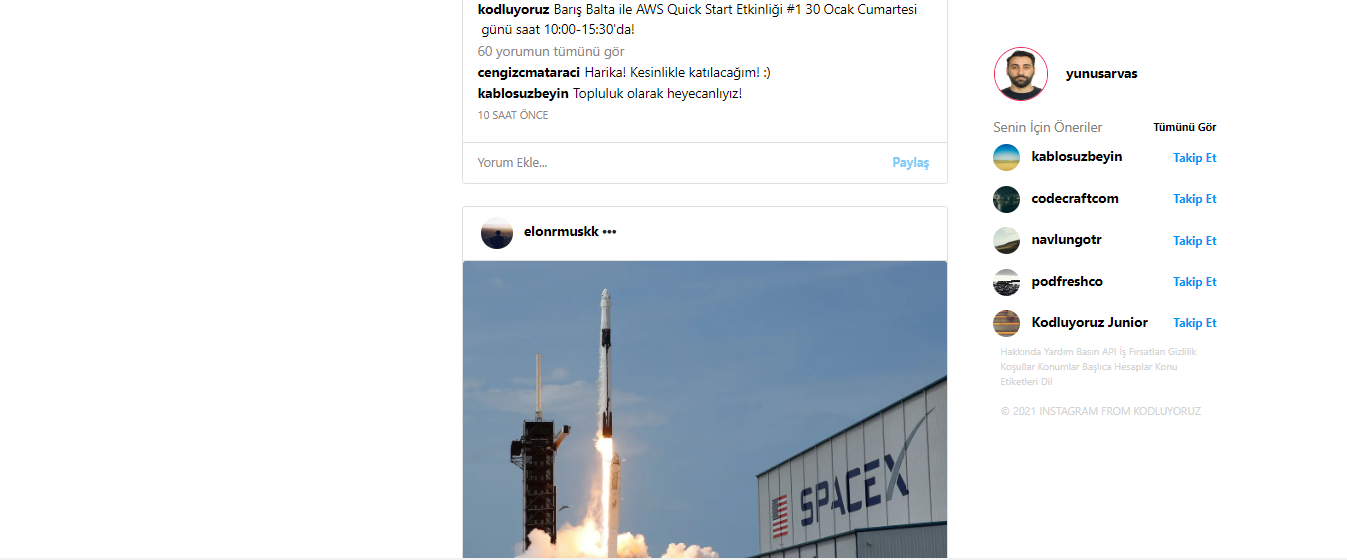 kodluyoruz Barış Balta ile AWS Quick Start Etkinliği #1 30 Ocak Cumartesi
günü saat 10:00-15:30'da!
60 yorumun tümünü gör
cengizcmataraci Harika! Kesinlikle katılacağım! :)
kablosuzbeyin Topluluk olarak heyecanlıyız!
10 SAAT ÖNCE
Yorum Ekle...
Paylaş
elonrmuskk •••
SPACEX
yunusarvas
Senin İçin Öneriler
Tümünü Gör
kablosuzbeyin
Takip Et
codecraftcom
Takip Et
navlungotr
Takip Et
podfreshco
Takip Et
Kodluyoruz Junior
Takip Et
Hakkında Yardım Basın API İş Fırsatları Gizlilik
Koşullar Konumlar Başlıca Hesaplar Konu
Etiketleri Dil
© 2021 INSTAGRAM FROM KODLUYORUZ